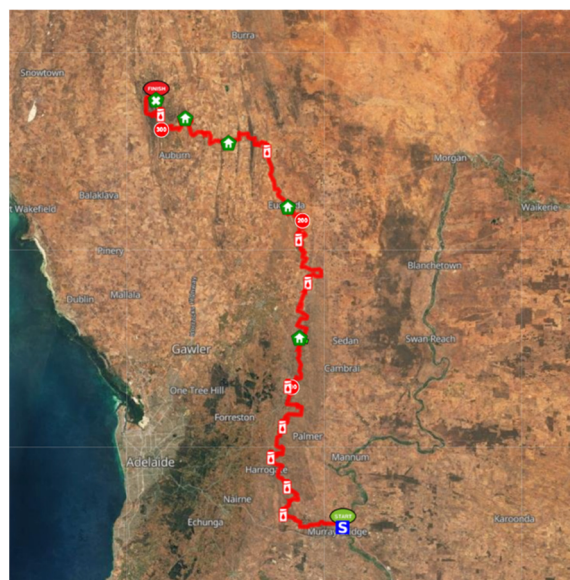 Burra
Snowtown
FINISH
300
Auburn
Morgan
Balaklava
t Wakefield
Waikerie
200
Pinery
Blanchetown
Dublin
Mallala
Swan Reach
Sedan
Gawler
Cambrai
One Tree Hill
Forreston
Palmer
Mannum
Adelaide
Harrogate
Nairne
START
S
Echunga
Karoonda